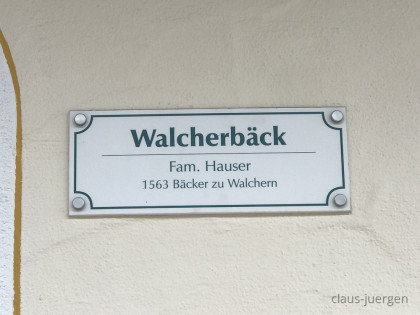 Walcherbäck
Fam. Hauser
1563 Bäcker zu Walchern
claus-juergen